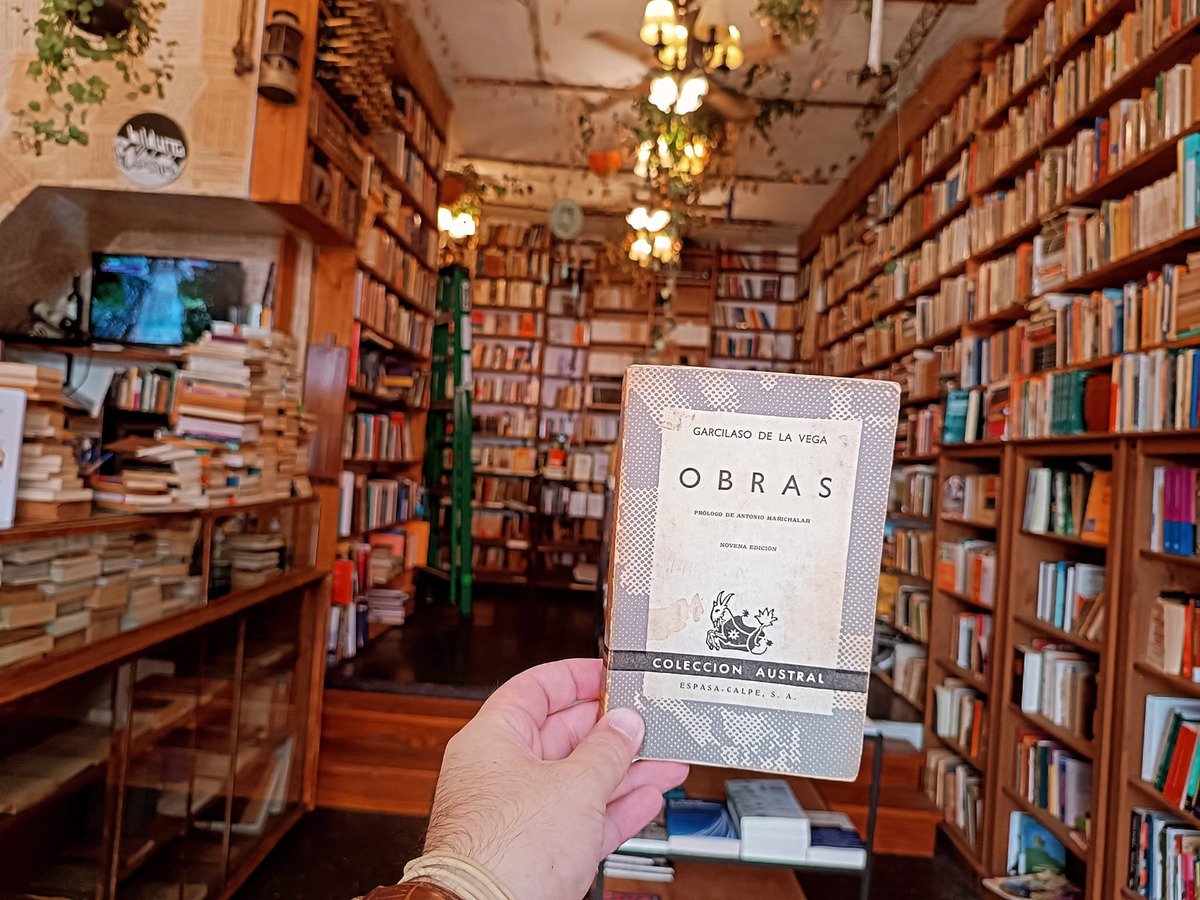 GARCILASO DE LA VEGA
OBRAS
PRÓLOGO DE ANTONIO MARICHALAR
NOVENA EDICIÓN
COLECCION AUSTRAL
ESPASA-CALPE, S. A.